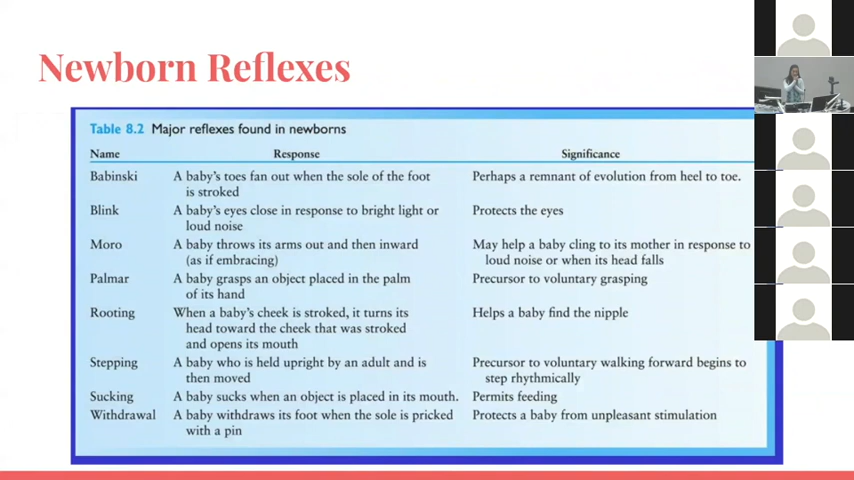 Newborn Reflexes
Table 8.2 Major reflexes found in newborns
Name Response Significance
Babinski A baby's toes fan out when the sole of the foot Perhaps a remnant of evolution from heel to toe.
is stroked
Blink A baby's eyes close in response to bright light or Protects the eyes
loud noise
Moro A baby throws its arms out and then inward May help a baby cling to its mother in response to
(as if embracing) loud noise or when its head falls
Palmar A baby grasps an object placed in the palm Precursor to voluntary grasping
of its hand
Rooting When a baby's cheek is stroked, it turns its Helps a baby find the nipple
head toward the cheek that was stroked
and opens its mouth
Stepping A baby who is held upright by an adult and is Precursor to voluntary walking forward begins to
then moved step rhythmically
Sucking A baby sucks when an object is placed in its mouth. Permits feeding
Withdrawal A baby withdraws its foot when the sole is pricked Protects a baby from unpleasant stimulation
with a pin